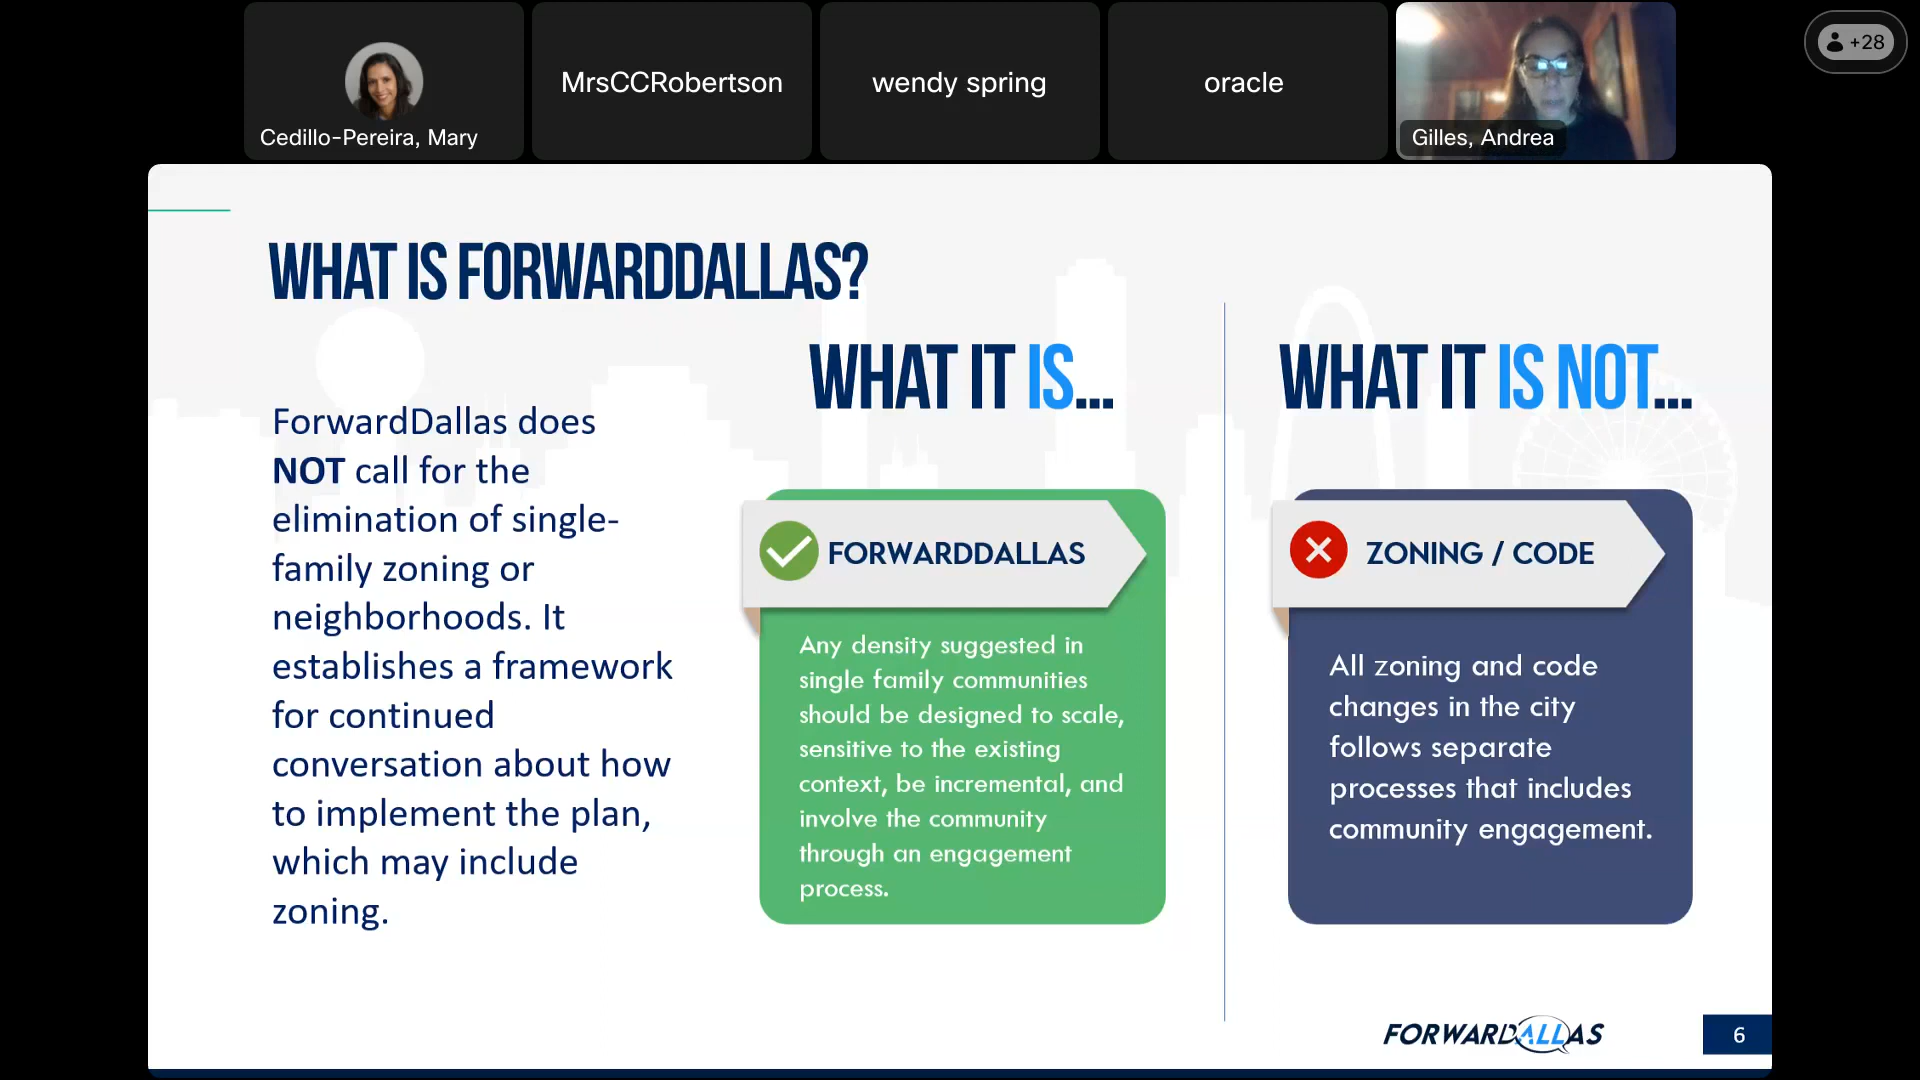 Cedillo-Pereira, Mary
MrsCCRobertson
wendy spring
oracle
Gilles, Andrea
+28
WHAT IS FORWARDDALLAS?
ForwardDallas does
NOT call for the
elimination of single-
family zoning or
neighborhoods. It
establishes a framework
for continued
conversation about how
to implement the plan,
which may include
zoning.
WHAT IT IS...
FORWARDDALLAS
Any density suggested in
single family communities
should be designed to scale,
sensitive to the existing
context, be incremental, and
involve the community
through an engagement
process.
WHAT IT IS NOT...
ZONING / CODE
All zoning and code
changes in the city
follows separate
processes that includes
community engagement.
FORWARDALLAS
6